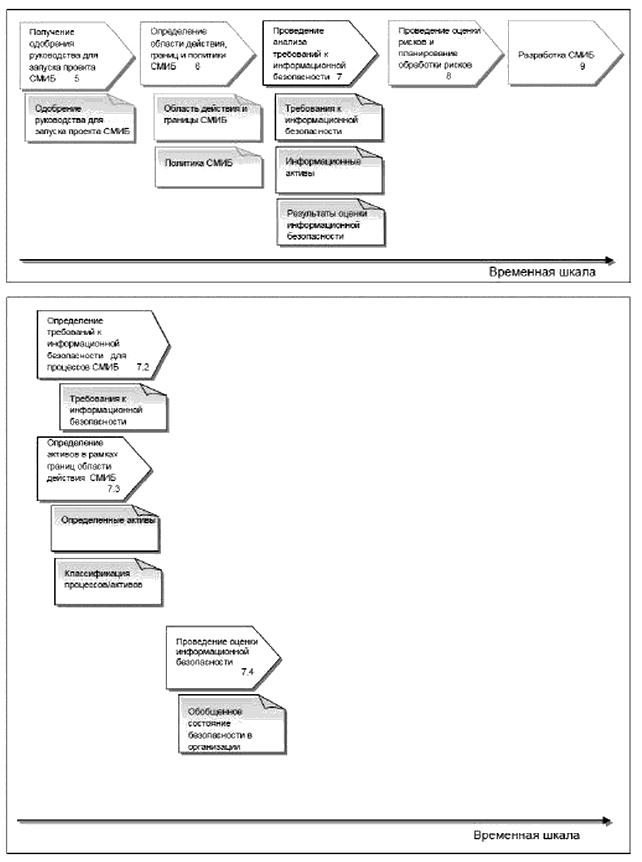 Получение
одобрения
руководства для
запуска проекта
СМИБ 5
Определение
области действия,
границ и политики
СМИБ 6
Проведение
анализа
требований к
информационной
безопасности 7
Проведение оценки
рисков и
планирование
обработки рисков
8
Разработка СМИБ
9
Одобрение
руководства для
запуска проекта СМИБ
Область действия и
границы СМИБ
Политика СМИБ
Требования к
информационной
безопасности
Информационные
активы
Результаты оценки
информационной
безопасности
Временная шкала
Определение
требований к
информационной
безопасности для
процессов СМИБ 7.2
Требования к
информационной
безопасности
Определение
активов в рамках
границ области
действия СМИБ
7.3
Определенные активы
Классификация
процессов/активов
Проведение оценки
информационной
безопасности
7.4
Обобщенное
состояние
безопасности в
организации
Временная шкала